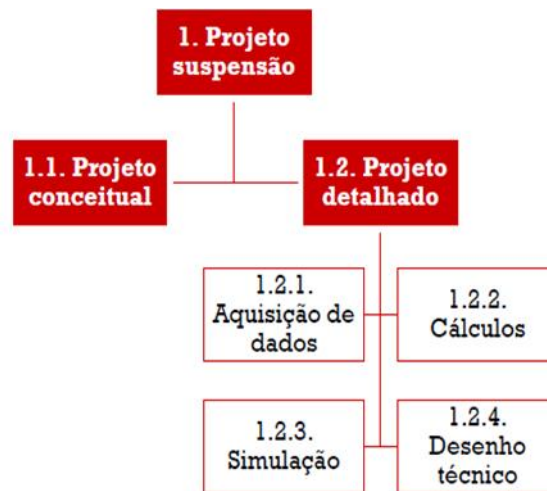 1. Projeto
suspensão
1.1. Projeto
conceitual
1.2. Projeto
detalhado
1.2.1.
Aquisição de
dados
1.2.2.
Cálculos
1.2.3.
Simulação
1.2.4.
Desenho
técnico